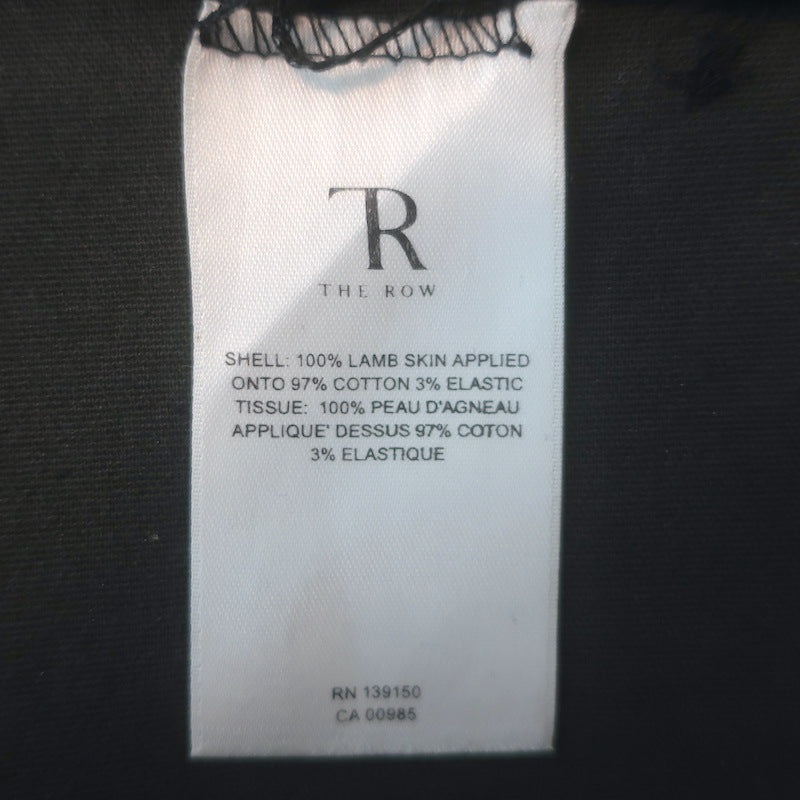 TR
THE ROW
SHELL: 100% LAMB SKIN APPLIED
ONTO 97% COTTON 3% ELASTIC
TISSUE: 100% PEAU D'AGNEAU
APPLIQUE' DESSUS 97% COTON
3% ELASTIQUE
RN 139150
CA 00985